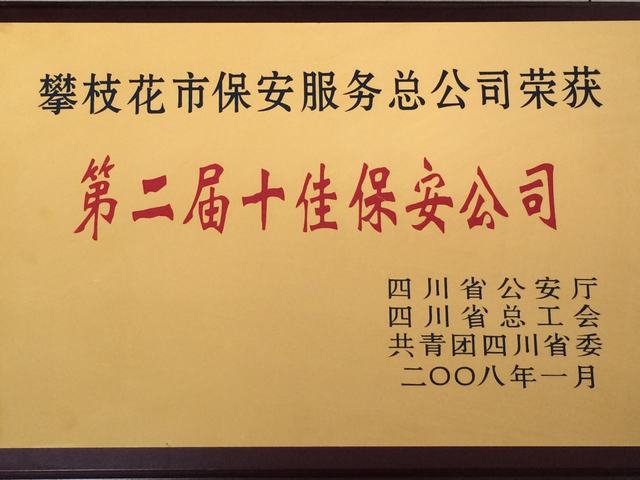 攀枝花市保安服务总公司荣获
第二届十佳保安公司
四川省公安厅
四川省总工会
共青团四川省委
二〇〇八年一月